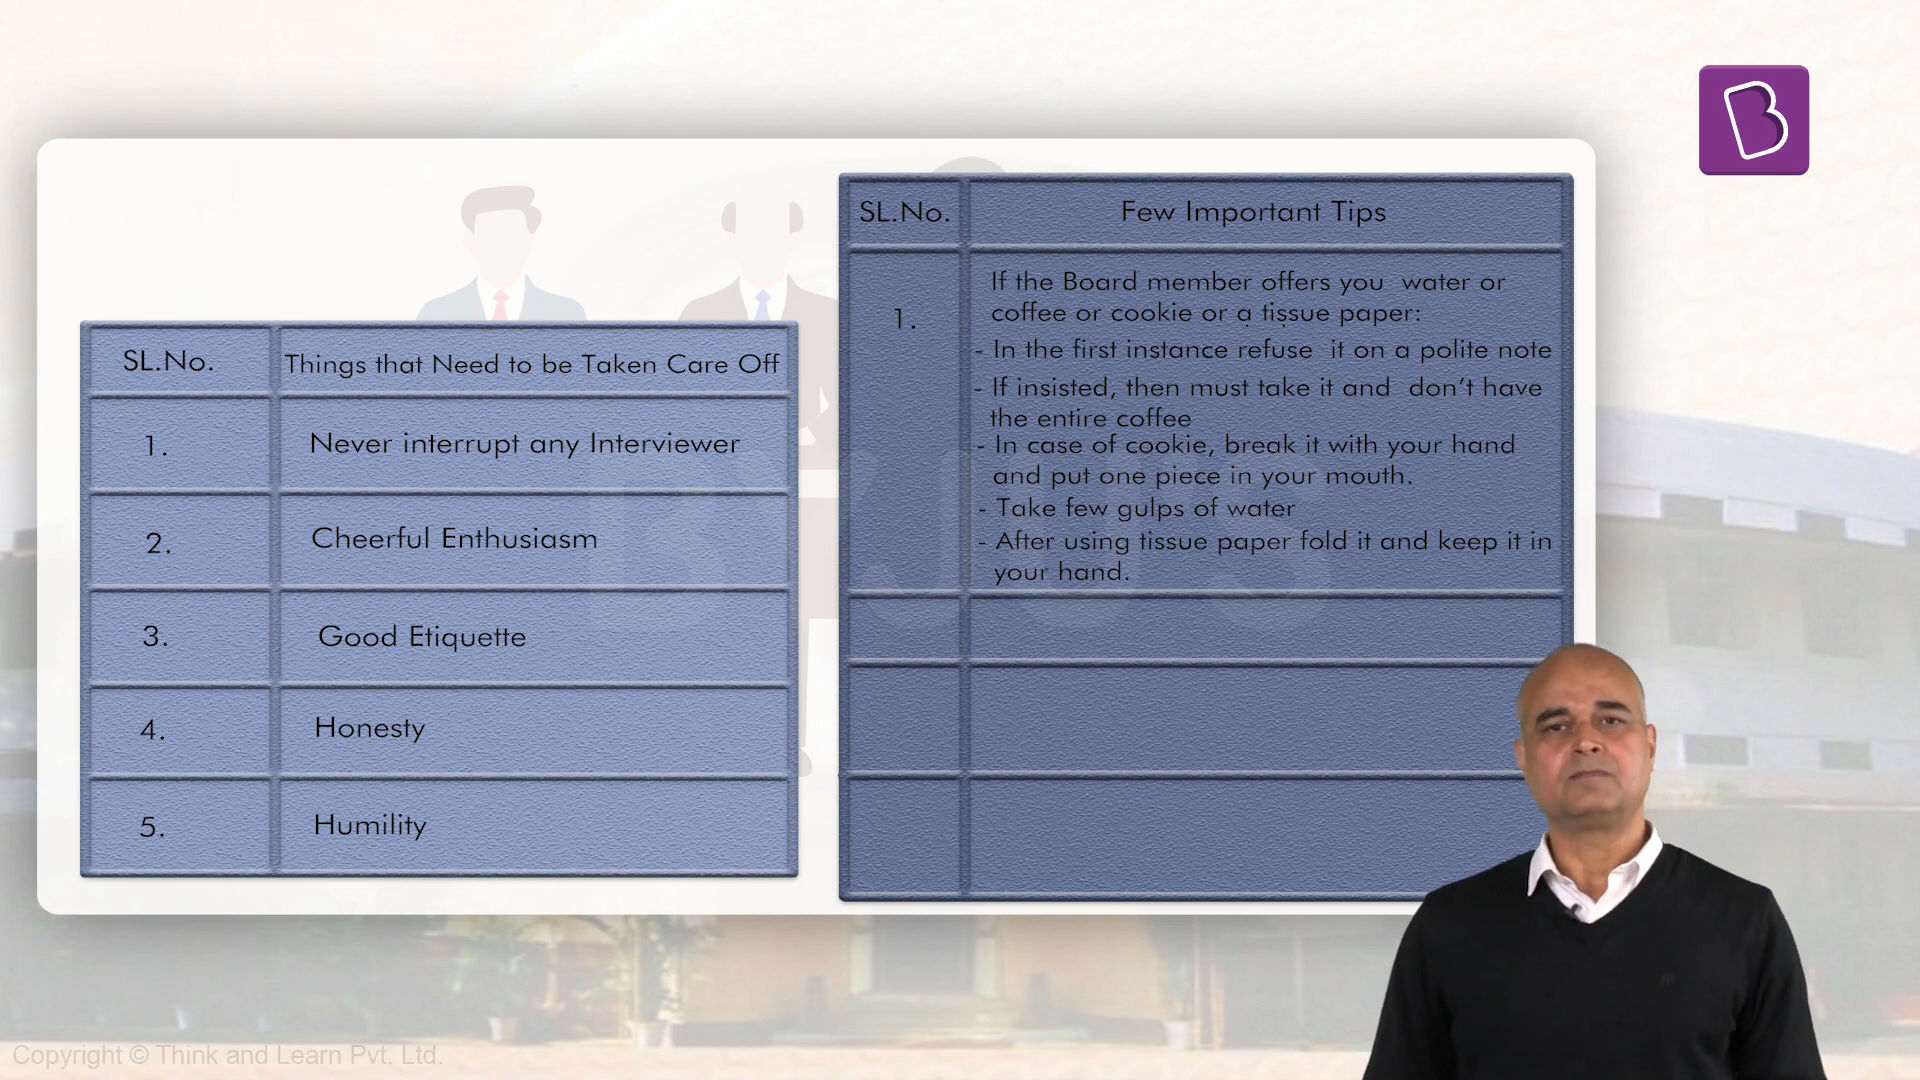 SL.No. Things that Need to be Taken Care Off
1. Never interrupt any Interviewer
2. Cheerful Enthusiasm
3. Good Etiquette
4. Honesty
5. Humility
SL.No. Few Important Tips
1.
If the Board member offers you water or
coffee or cookie or a tissue paper:
- In the first instance refuse it on a polite note
- If insisted, then must take it and don't have
the entire coffee
- In case of cookie, break it with your hand
and put one piece in your mouth.
- Take few gulps of water
- After using tissue paper fold it and keep it in
your hand.
BYJU'S
B
Copyright © Think and Learn Pvt. Ltd.